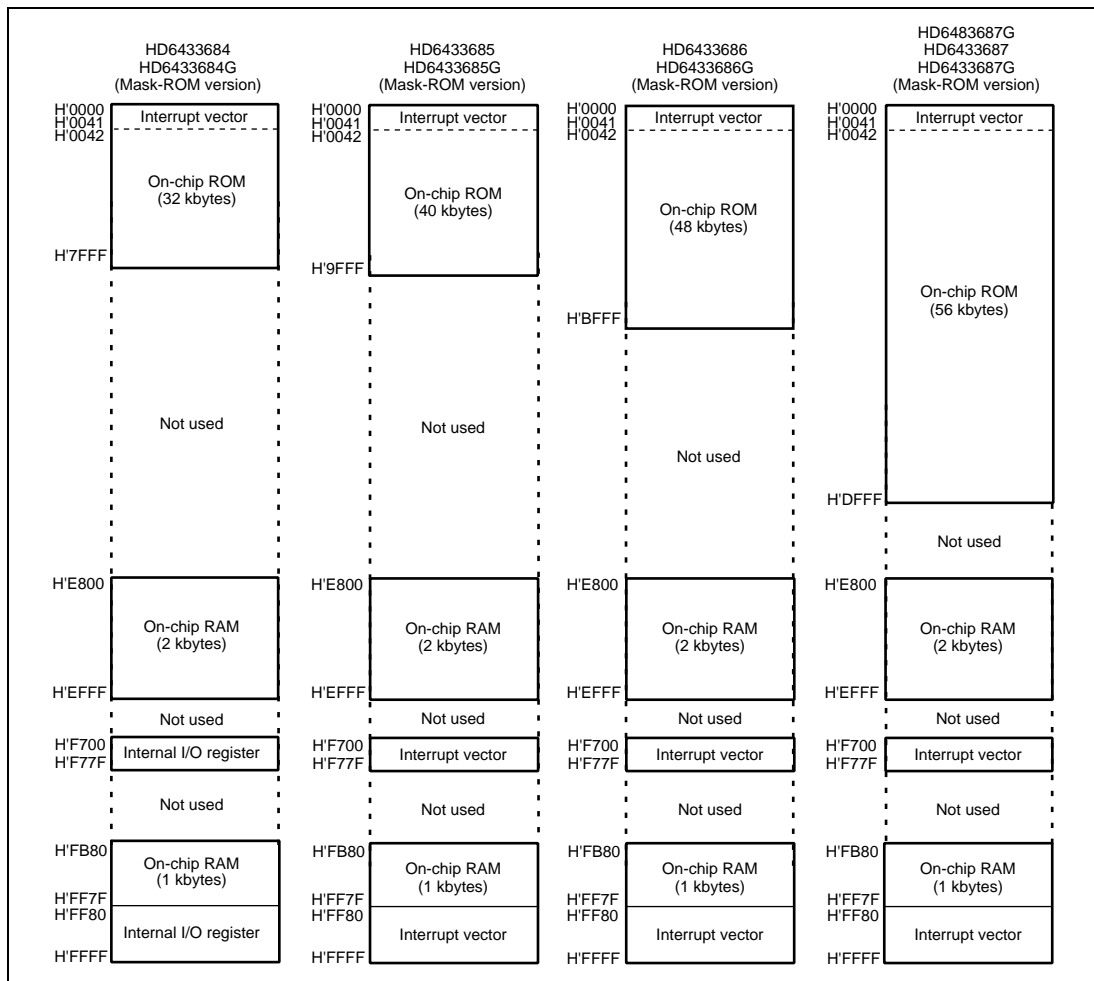 HD6433684
HD6433684G
(Mask-ROM version)
H'0000
H'0041
H'0042
Interrupt vector
On-chip ROM
(32 kbytes)
H'7FFF
Not used
H'E800
On-chip RAM
(2 kbytes)
H'EFFF
Not used
H'F700
H'F77F
Internal I/O register
Not used
H'FB80
On-chip RAM
(1 kbytes)
H'FF7F
H'FF80
Internal I/O register
H'FFFF
HD6433685
HD6433685G
(Mask-ROM version)
H'0000
H'0041
H'0042
Interrupt vector
On-chip ROM
(40 kbytes)
H'9FFF
Not used
H'E800
On-chip RAM
(2 kbytes)
H'EFFF
Not used
H'F700
H'F77F
Interrupt vector
Not used
H'FB80
On-chip RAM
(1 kbytes)
H'FF7F
H'FF80
Interrupt vector
H'FFFF
HD6433686
HD6433686G
(Mask-ROM version)
H'0000
H'0041
H'0042
Interrupt vector
On-chip ROM
(48 kbytes)
H'BFFF
Not used
H'E800
On-chip RAM
(2 kbytes)
H'EFFF
Not used
H'F700
H'F77F
Interrupt vector
Not used
H'FB80
On-chip RAM
(1 kbytes)
H'FF7F
H'FF80
Interrupt vector
H'FFFF
HD6483687G
HD6433687
HD6433687G
(Mask-ROM version)
H'0000
H'0041
H'0042
Interrupt vector
On-chip ROM
(56 kbytes)
H'DFFF
Not used
H'E800
On-chip RAM
(2 kbytes)
H'EFFF
Not used
H'F700
H'F77F
Interrupt vector
Not used
H'FB80
On-chip RAM
(1 kbytes)
H'FF7F
H'FF80
Interrupt vector
H'FFFF